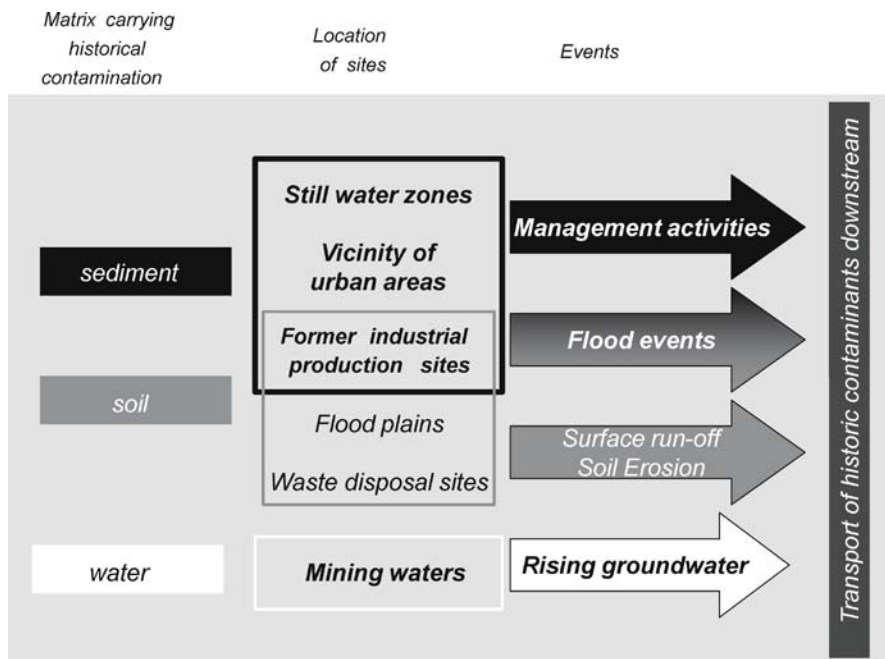 Matrix carrying
historical
contamination
Location
of sites
Events
sediment
soil
water
Still water zones
Vicinity of
urban areas
Former industrial
production sites
Flood plains
Waste disposal sites
Mining waters
Management activities
Flood events
Surface run-off
Soil Erosion
Rising groundwater
Transport of historic contaminants downstream